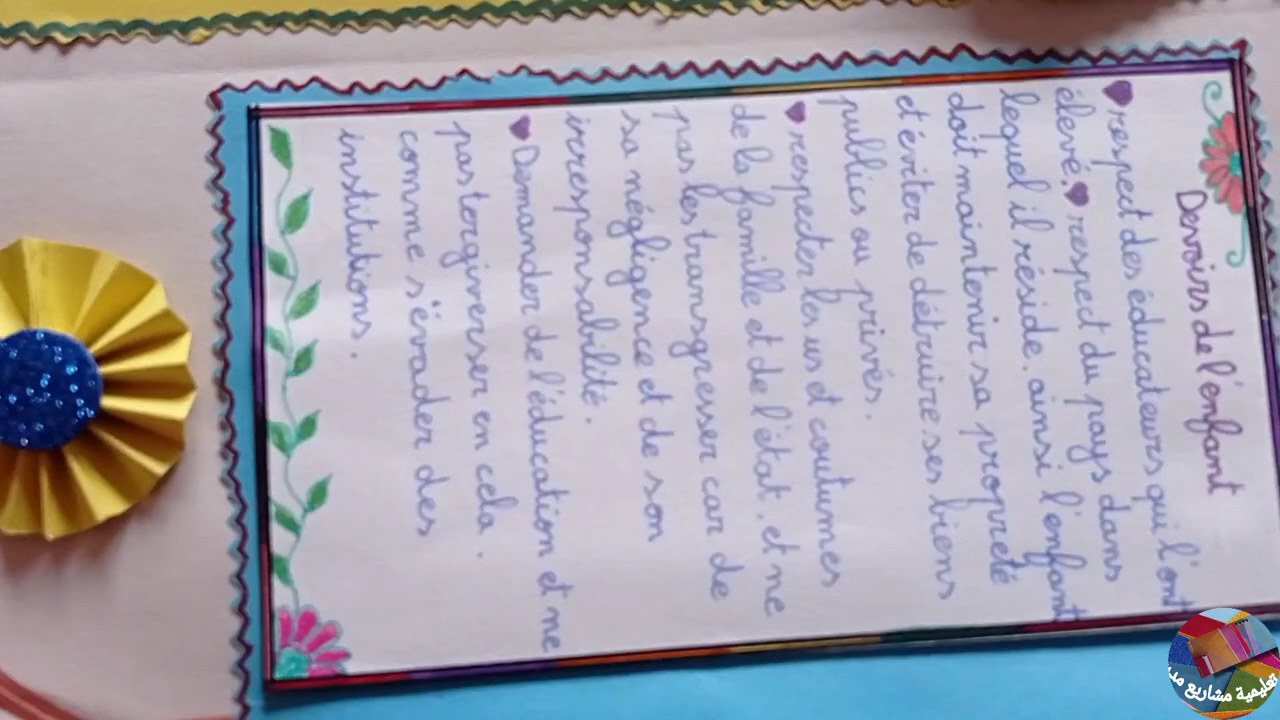 Devoirs de l'enfant
♥ respect des éducateurs qui l'ont
élevé. ♥ respect du pays dans
lequel il réside. ainsi l'enfant
doit maintenir sa propreté
et éviter de détruire ses biens
publics ou privés.
♥ respecter les us et coutumes
de la famille et de l'état. et ne
pas les transgresser car de
sa négligence et de son
irresponsabilité.
♥ Demander de l'éducation et ne
pas tergiverser en cela.
comme s'évader des
institutions.
تعليمية مشاريع